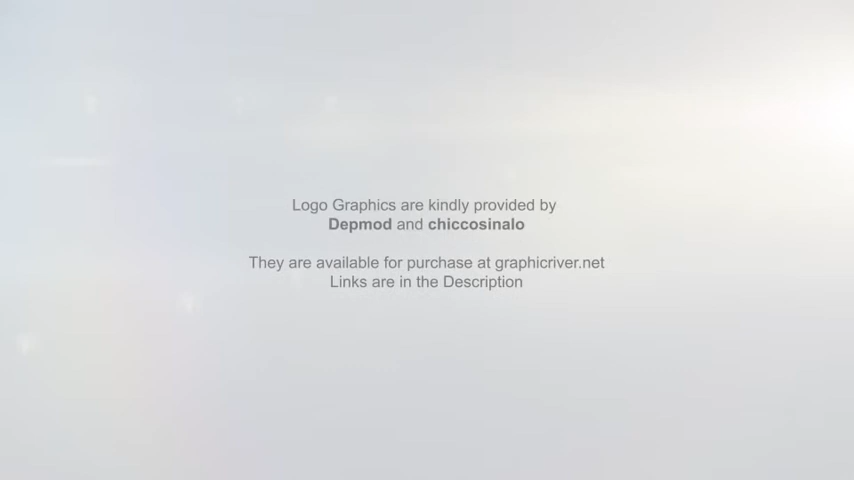 Logo Graphics are kindly provided by
Depmod and chiccosinalo
They are available for purchase at graphicriver.net
Links are in the Description